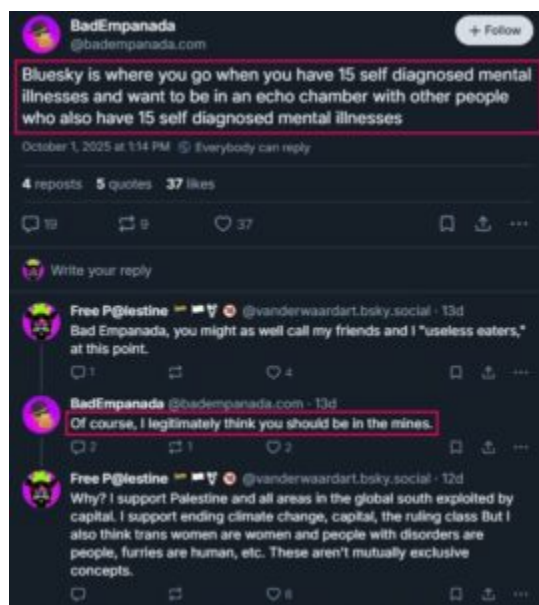 BadEmpanada
@badempanada.com
+ Follow
Bluesky is where you go when you have 15 self diagnosed mental
illnesses and want to be in an echo chamber with other people
who also have 15 self diagnosed mental illnesses
October 1, 2025 at 1:14 PM Everybody can reply
4 reposts 5 quotes 37 likes
19 9 37
Write your reply
Free P@lestine @vanderwaardart.bsky.social · 13d
Bad Empanada, you might as well call my friends and I "useless eaters,"
at this point.
1 4
BadEmpanada @badempanada.com · 13d
Of course, I legitimately think you should be in the mines.
2 1 2
Free P@lestine @vanderwaardart.bsky.social · 12d
Why? I support Palestine and all areas in the global south exploited by
capital. I support ending climate change, capital, the ruling class But I
also think trans women are women and people with disorders are
people, furries are human, etc. These aren't mutually exclusive
concepts.